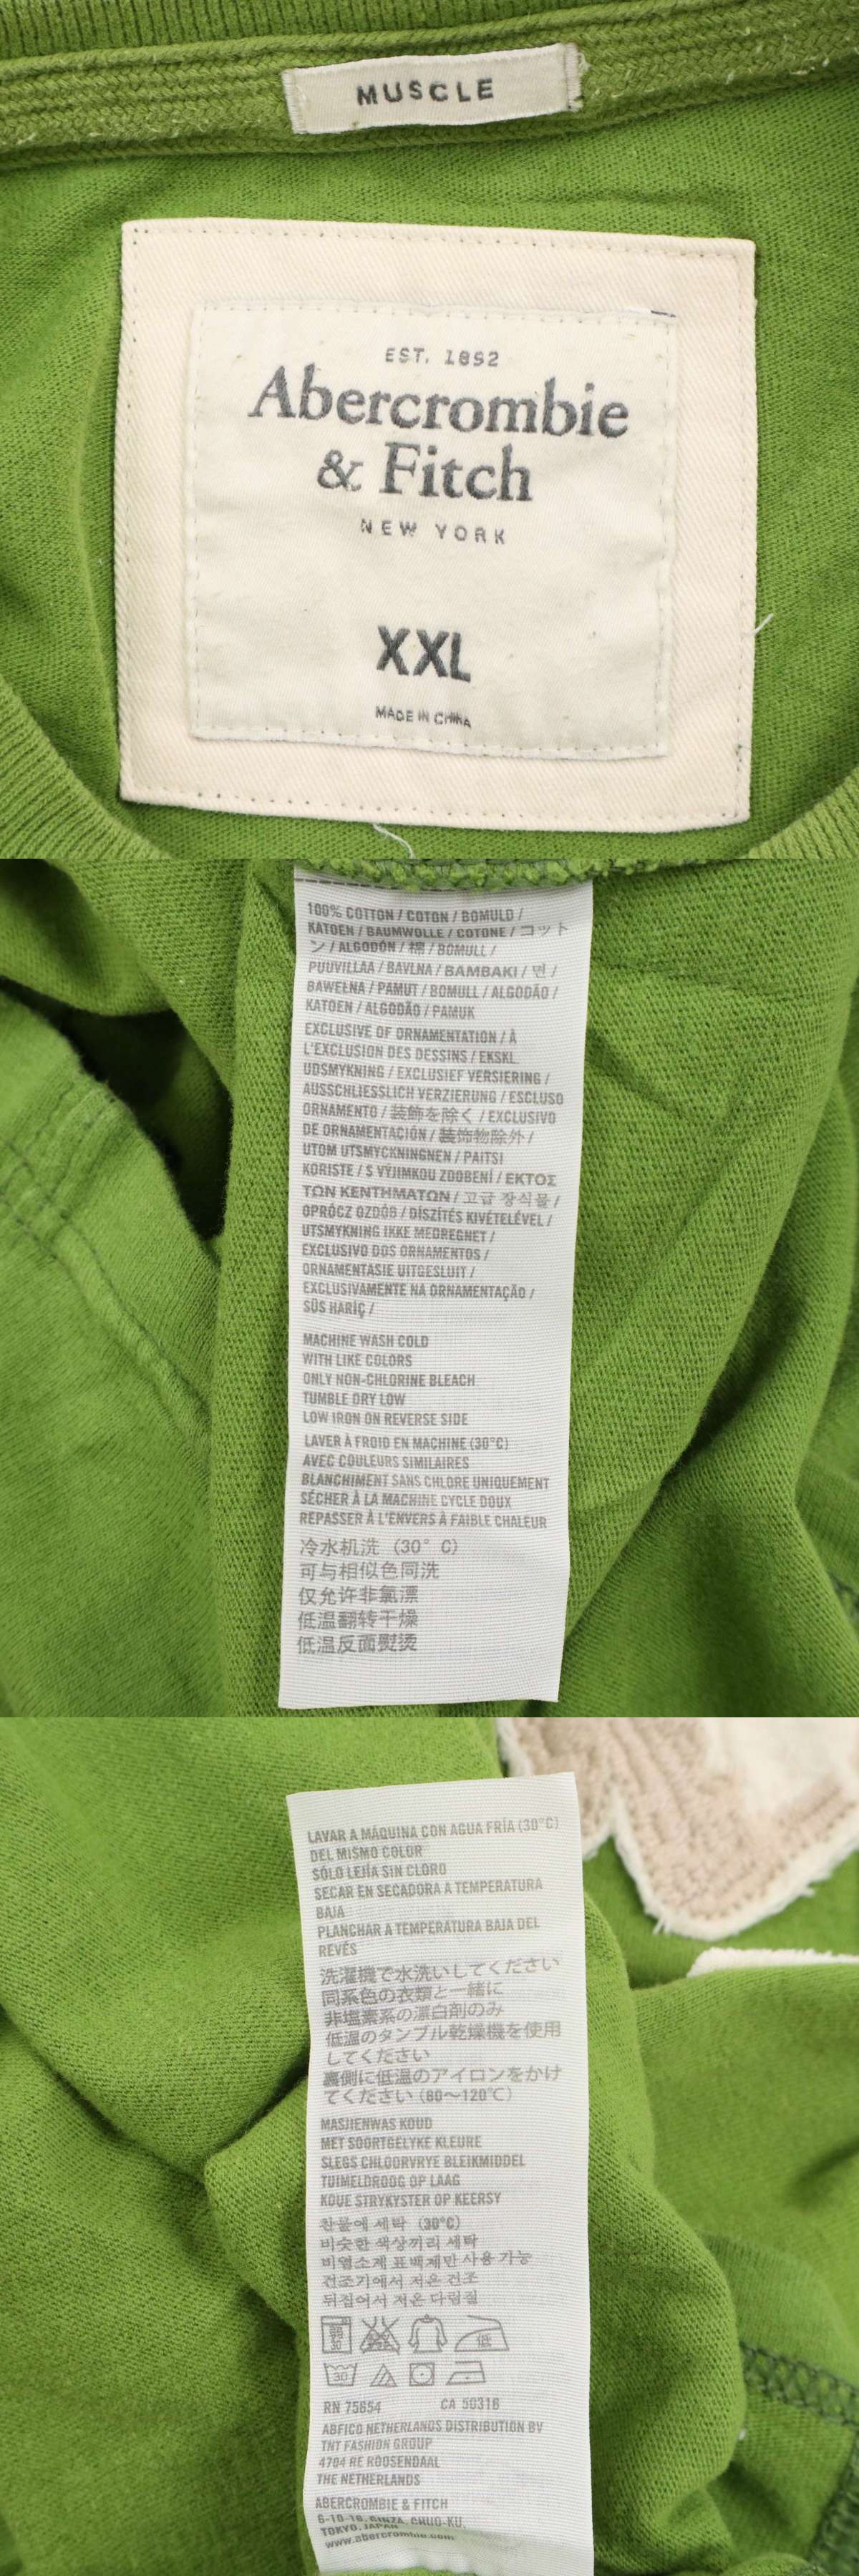 MUSCLE
EST. 1892
Abercrombie
& Fitch
NEW YORK
XXL
MADE IN CHINA
100% COTTON / COTON / BOMULD /
KATOEN / BAUMWOLLE / COTONE / コット
ン / ALGODÓN / 棉 / BOMULL /
PUUVILLAA / BAVLNA / BAMBAKI / 면 /
BAWEŁNA / PAMUT / BOMULL / ALGODÃO /
KATOEN / ALGODÃO / PAMUK
EXCLUSIVE OF ORNAMENTATION / À
L'EXCLUSION DES DESSINS / EKSKL.
UDSMYKNING / EXCLUSIEF VERSIERING /
AUSSCHLIESSLICH VERZIERUNG / ESCLUSO
ORNAMENTO / 装飾を除く / EXCLUSIVO
DE ORNAMENTACIÓN / 装饰物除外 /
UTOM UTSMYCKNINGNEN / PAITSI
KORISTE / S VÝJIMKOU ZDOBENÍ / ΕΚΤΟΣ
ΤΩΝ ΚΕΝΤΗΜΑΤΩΝ / 고급 장식물 /
OPRÓCZ OZDÓB / DÍSZÍTÉS KIVÉTELÉVEL /
UTSMYKNING IKKE MEDREGNET /
EXCLUSIVO DOS ORNAMENTOS /
ORNAMENTASIE UITGESLUIT /
EXCLUSIVAMENTE NA ORNAMENTAÇÃO /
SÜS HARİÇ /
MACHINE WASH COLD
WITH LIKE COLORS
ONLY NON-CHLORINE BLEACH
TUMBLE DRY LOW
LOW IRON ON REVERSE SIDE
LAVER À FROID EN MACHINE (30°C)
AVEC COULEURS SIMILAIRES
BLANCHIMENT SANS CHLORE UNIQUEMENT
SÉCHER À LA MACHINE CYCLE DOUX
REPASSER À L'ENVERS À FAIBLE CHALEUR
冷水机洗 (30°C)
可与相似色同洗
仅允许非氯漂
低温翻转干燥
低温反面熨烫
LAVAR A MÁQUINA CON AGUA FRÍA (30°C)
DEL MISMO COLOR
SÓLO LEJÍA SIN CLORO
SECAR EN SECADORA A TEMPERATURA
BAJA
PLANCHAR A TEMPERATURA BAJA DEL
REVÉS
洗濯機で水洗いしてください
同系色の衣類と一緒に
非塩素系の漂白剤のみ
低温のタンブル乾燥機を使用
してください
裏側に低温のアイロンをかけ
てください (80～120℃)
MASJIENWAS KOUD
MET SOORTGELYKE KLEURE
SLEGS CHLOORVRYE BLEIKMIDDEL
TUIMELDROOG OP LAAG
KOUE STRYKYSTER OP KEERSY
찬물에 세탁 (30°C)
비슷한 색상끼리 세탁
비염소계 표백제만 사용 가능
건조기에서 저온 건조
뒤집어서 저온 다림질
30 低
30
RN 75654 CA 50316
ABFICO NETHERLANDS DISTRIBUTION BV
TNT FASHION GROUP
4704 RE ROOSENDAAL
THE NETHERLANDS
ABERCROMBIE & FITCH
6-10-16, GINZA, CHUO-KU,
TOKYO, JAPAN
www.abercrombie.com